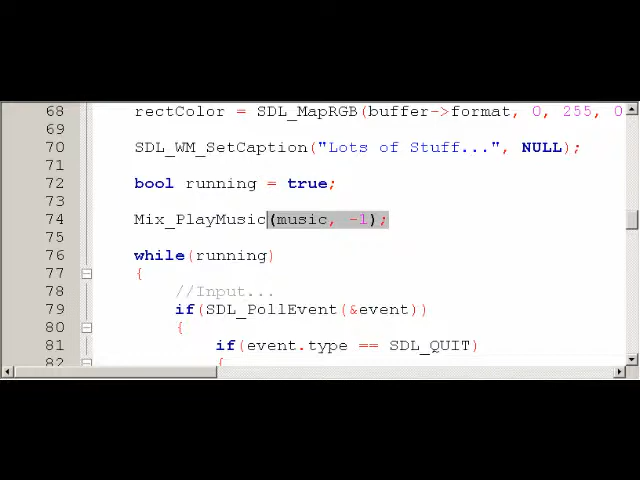 68 rectColor = SDL_MapRGB(buffer->format, 0, 255, 0
69
70 SDL_WM_SetCaption("Lots of Stuff...", NULL);
71
72 bool running = true;
73
74 Mix_PlayMusic(music, -1);
75
76 while(running)
77 {
78 //Input...
79 if(SDL_PollEvent(&event))
80 {
81 if(event.type == SDL_QUIT)
82 {